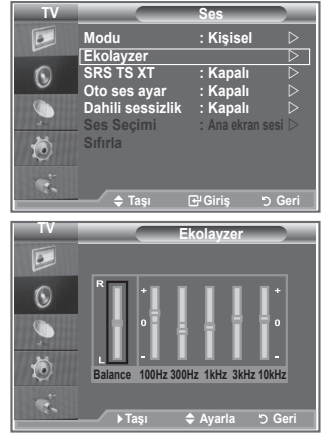 TV Ses
Modu : Kişisel
Ekolayzer
SRS TS XT : Kapalı
Oto ses ayar : Kapalı
Dahili sessizlik : Kapalı
Ses Seçimi : Ana ekran sesi
Sıfırla
Taşı Giriş Geri
TV Ekolayzer
R + +
0 0
L - -
Balance 100Hz 300Hz 1kHz 3kHz 10kHz
Taşı Ayarla Geri